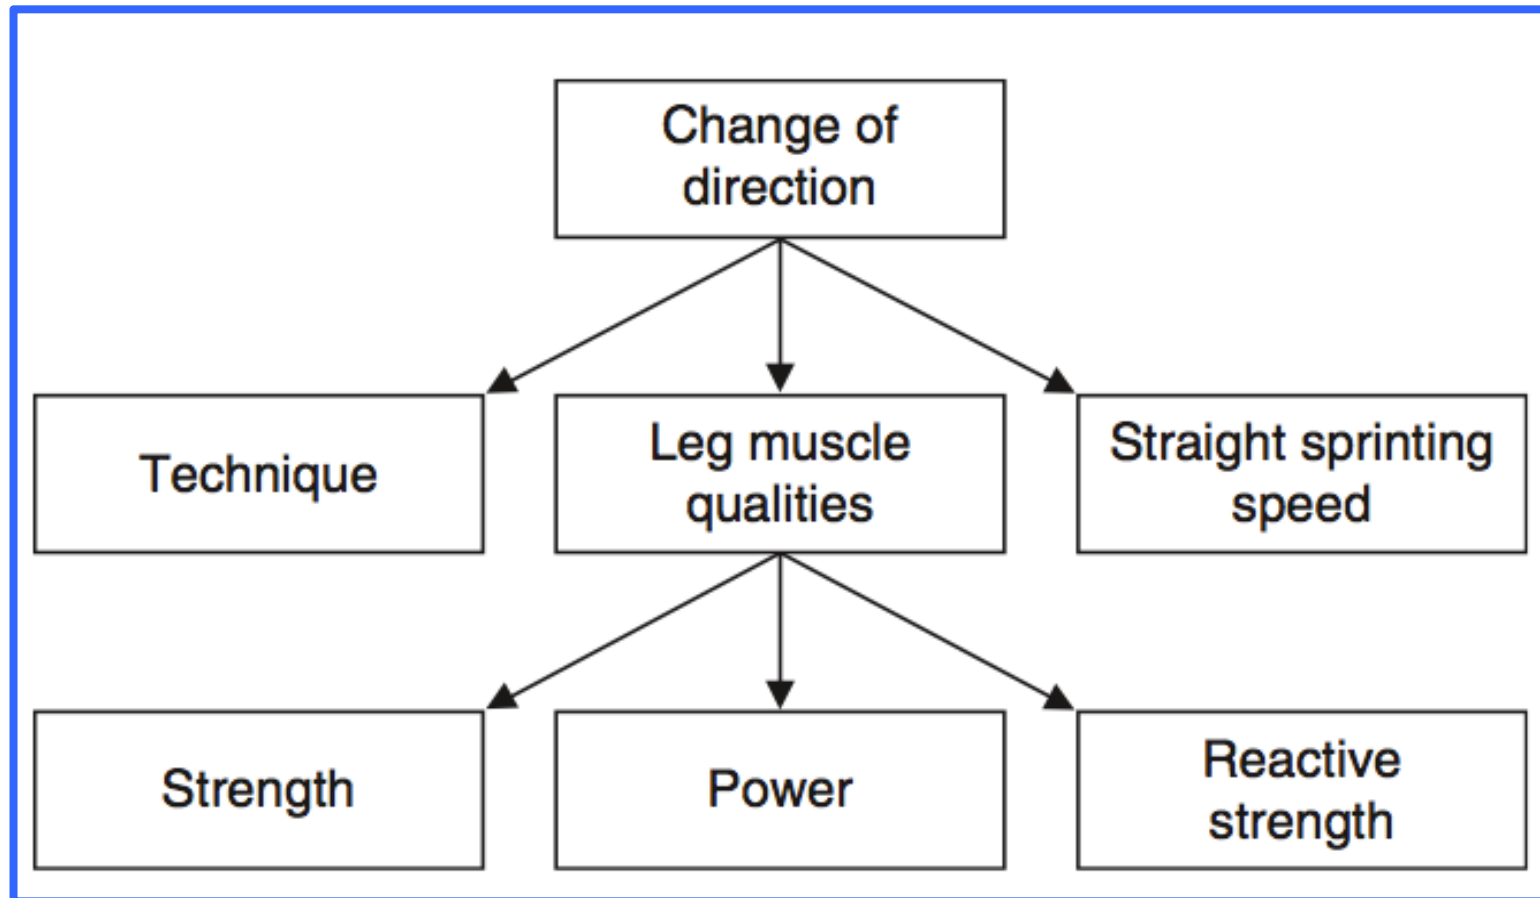 Change of
direction
Technique
Leg muscle
qualities
Straight sprinting
speed
Strength
Power
Reactive
strength